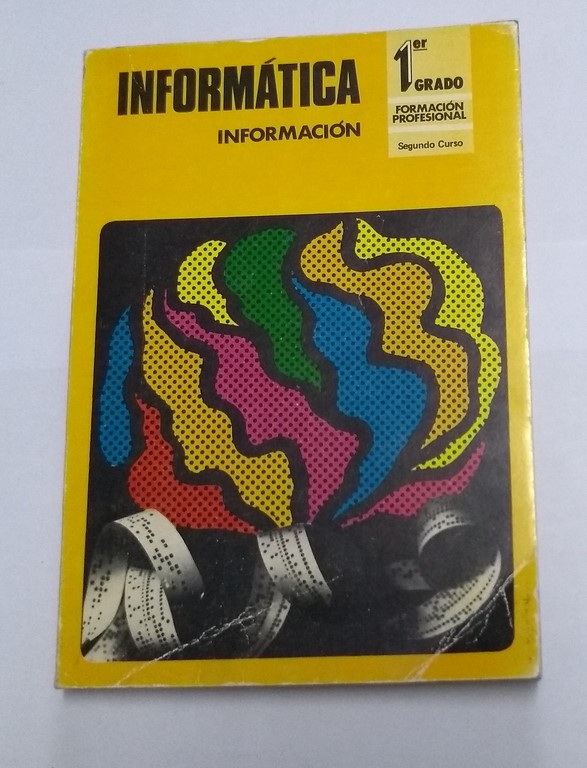 INFORMÁTICA
INFORMACIÓN
1er
GRADO
FORMACIÓN
PROFESIONAL
Segundo Curso